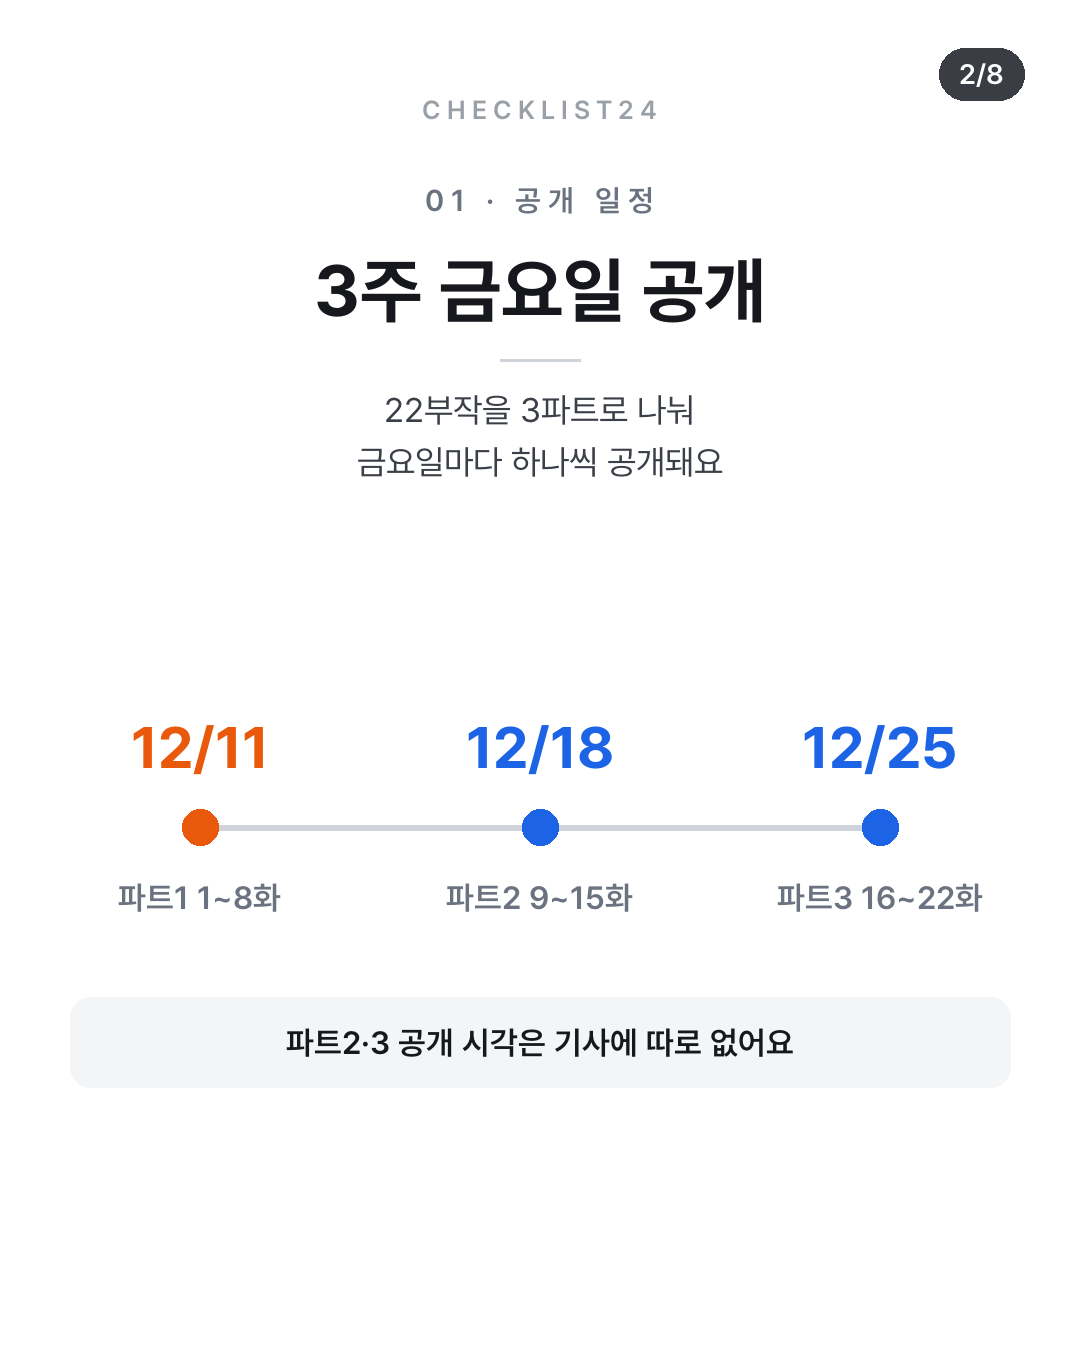 2/8
CHECKLIST24
01 · 공개 일정
3주 금요일 공개
22부작을 3파트로 나눠
금요일마다 하나씩 공개돼요
12/11 12/18 12/25
파트1 1~8화 파트2 9~15화 파트3 16~22화
파트2·3 공개 시각은 기사에 따로 없어요